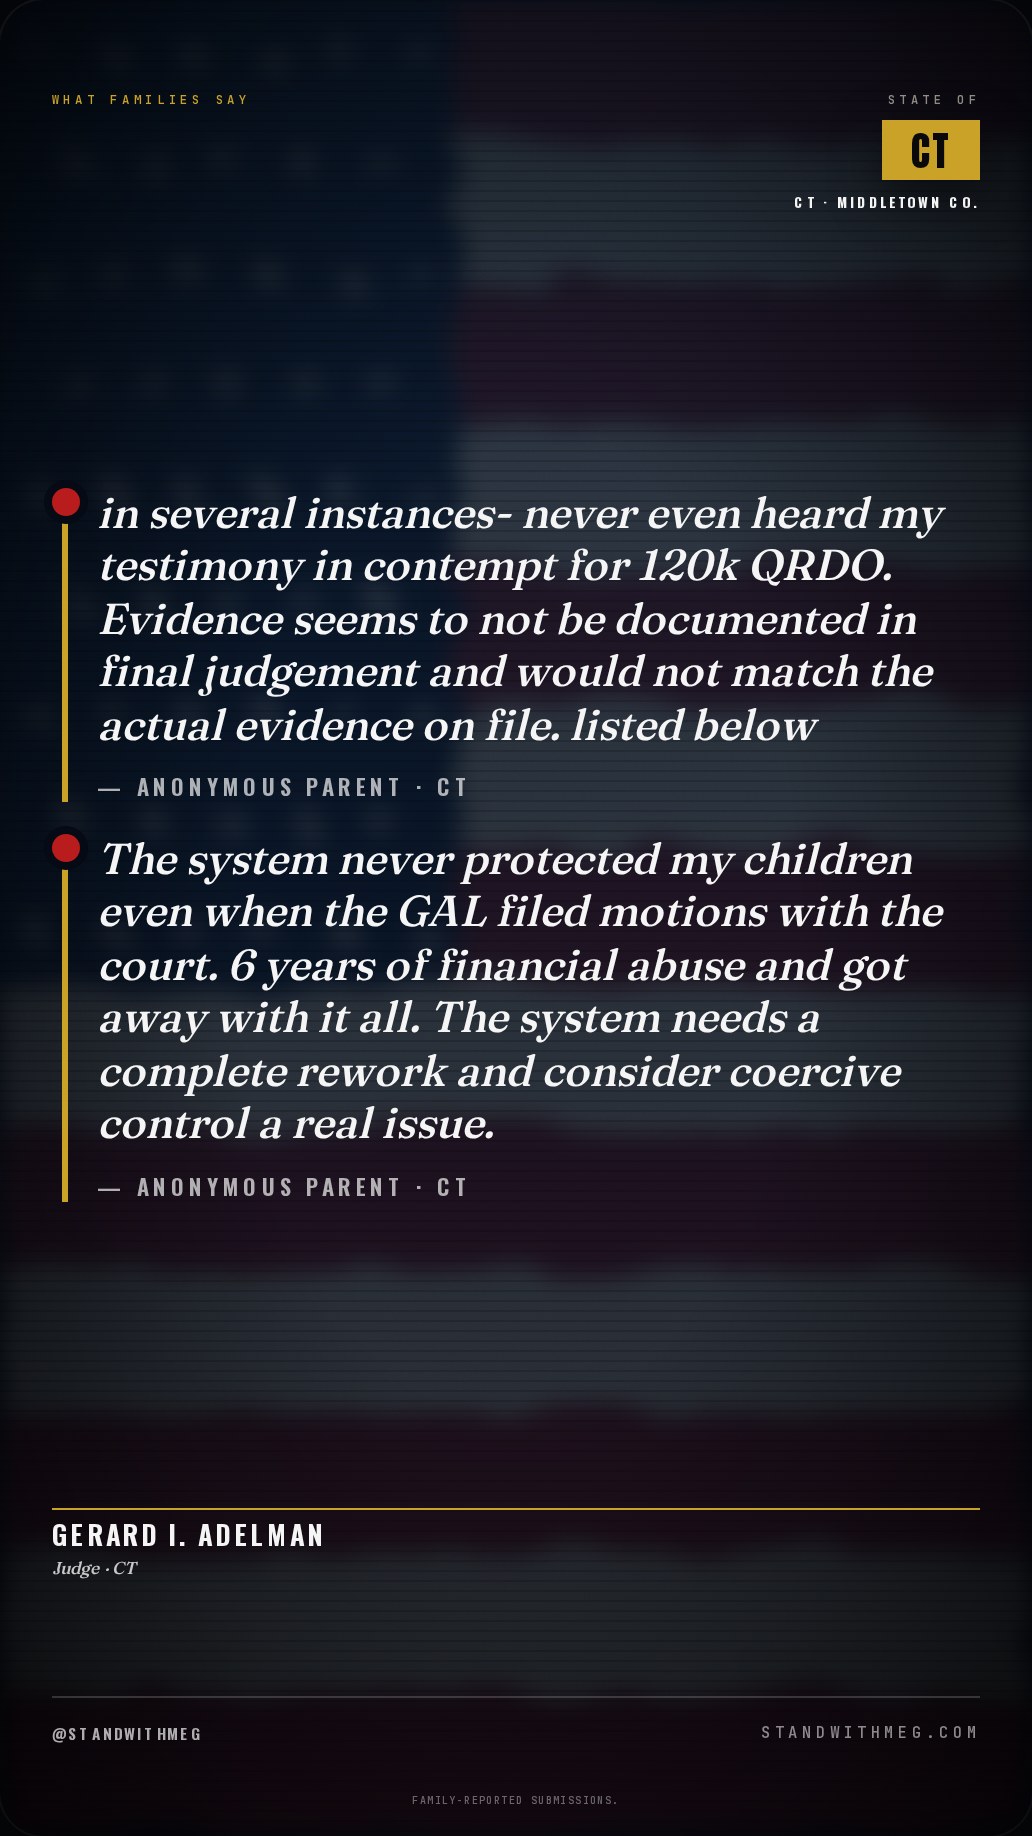 WHAT FAMILIES SAY
STATE OF
CT
CT · MIDDLETOWN CO.
in several instances- never even heard my
testimony in contempt for 120k QRDO.
Evidence seems to not be documented in
final judgement and would not match the
actual evidence on file. listed below
— ANONYMOUS PARENT · CT
The system never protected my children
even when the GAL filed motions with the
court. 6 years of financial abuse and got
away with it all. The system needs a
complete rework and consider coercive
control a real issue.
— ANONYMOUS PARENT · CT
GERARD I. ADELMAN
Judge · CT
@STANDWITHMEG
STANDWITHMEG.COM
FAMILY-REPORTED SUBMISSIONS.